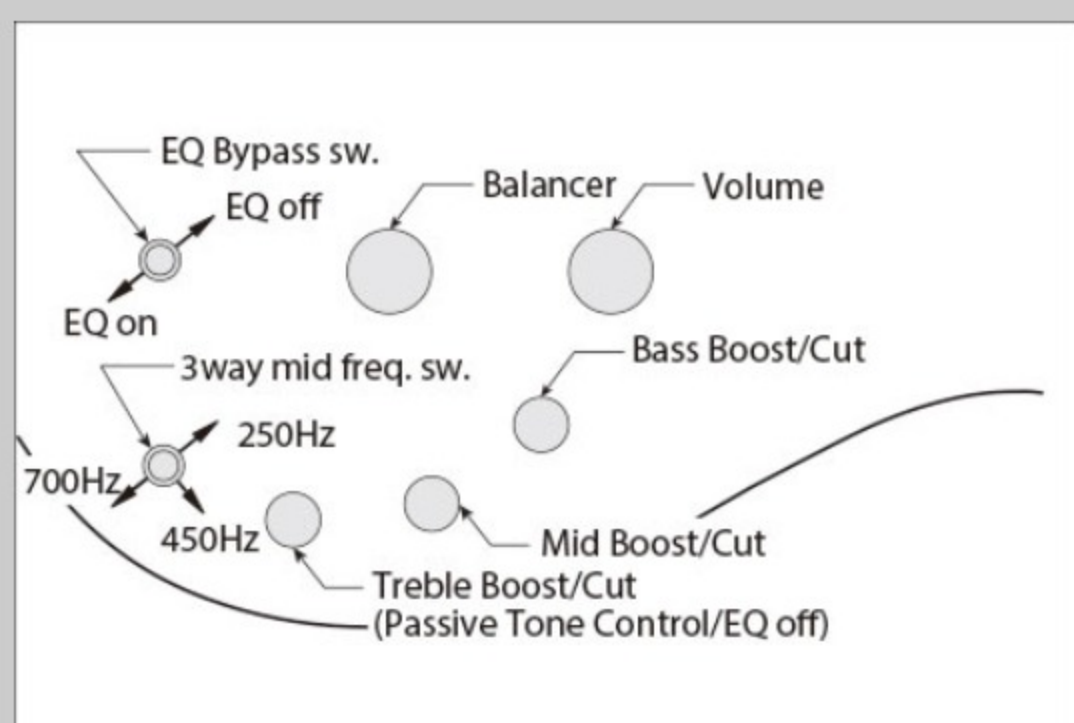 EQ Bypass sw.
Balancer
Volume
EQ off
EQ on
Bass Boost/Cut
3way mid freq. sw.
250Hz
700Hz
450Hz
Mid Boost/Cut
Treble Boost/Cut
(Passive Tone Control/EQ off)